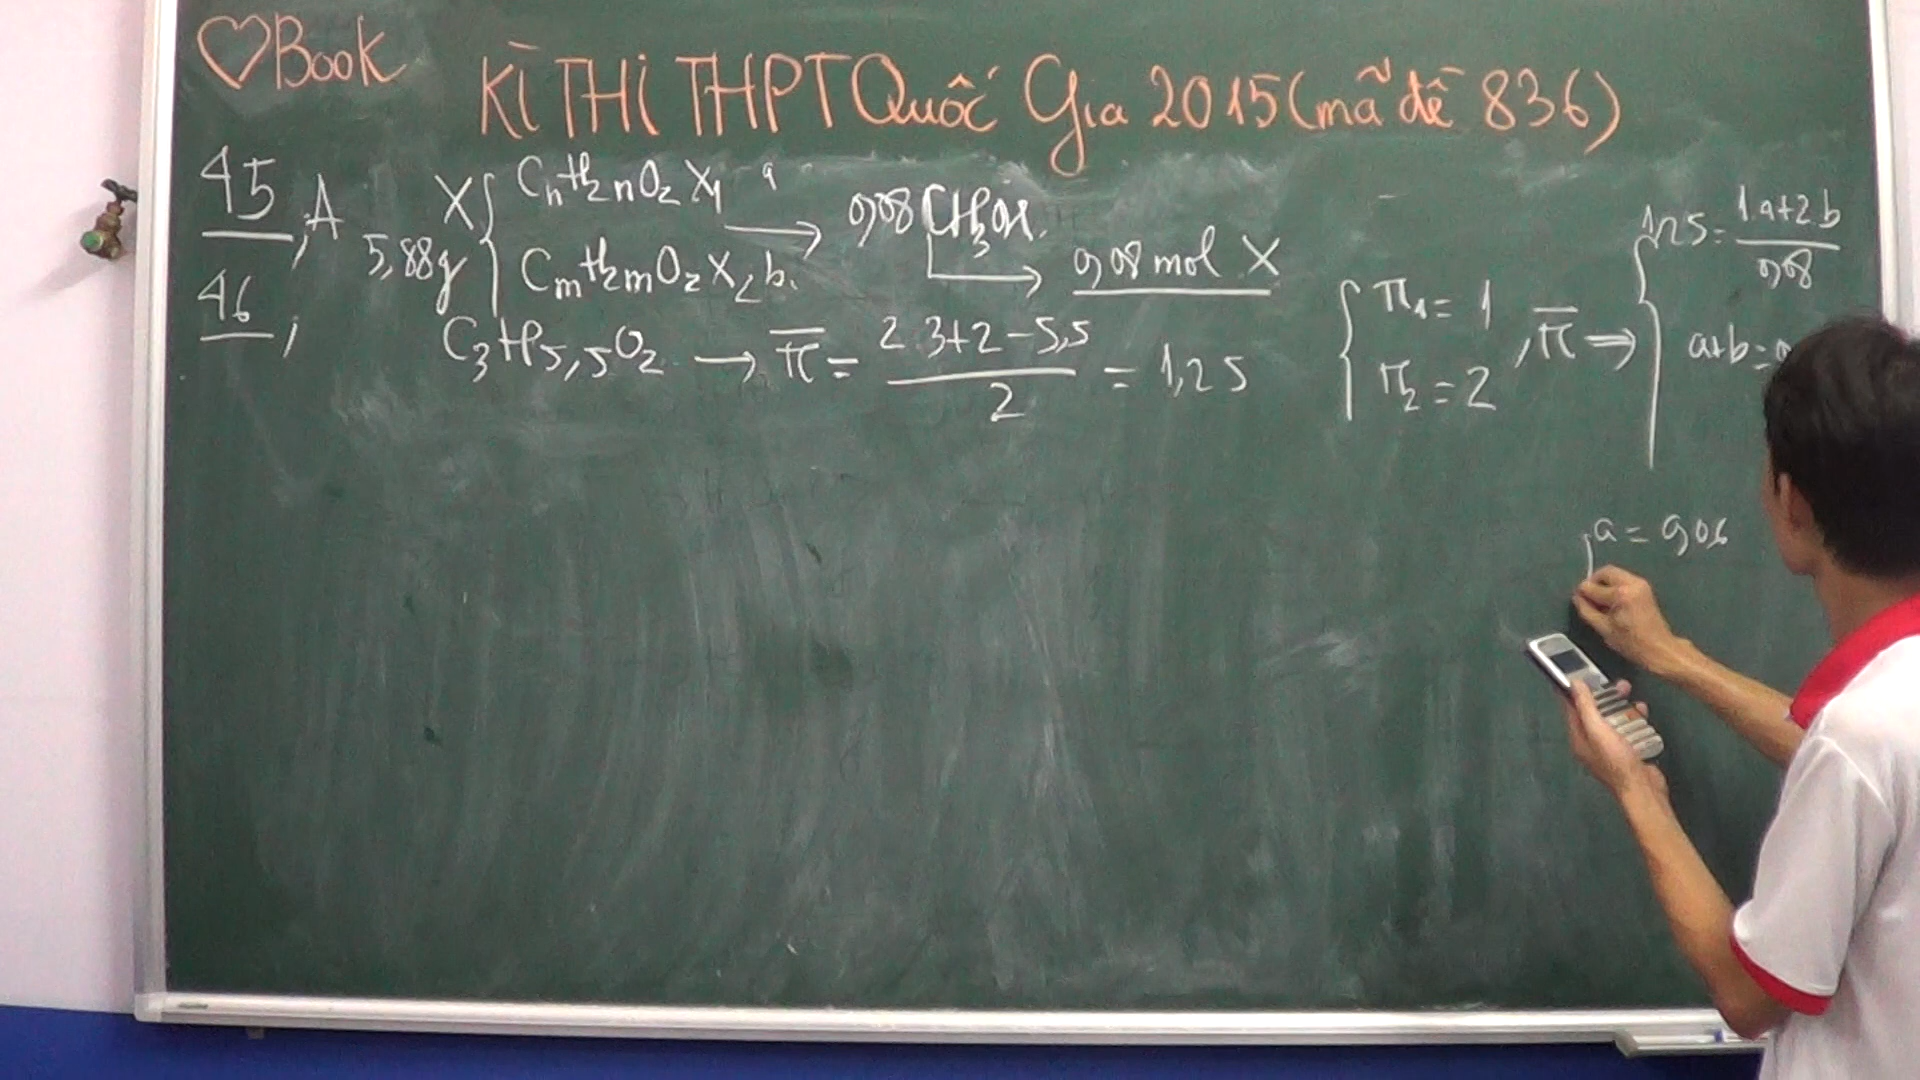 ♡Book
KÌ THI THPT Quốc Gia 2015 (mã đề 836)
45, A
X { CnH2nO2 X1 a
5,88g
CmH2mO2 X2 b.
→ 0,08 CH3OH.
→ 0,08 mol X
46,
C3H5,5O2 → π̅ = (2.3+2-5,5)/2 = 1,25
{ π1 = 1
π2 = 2
, π̅ ⇒ { 1,25 = (1.a+2.b)/0,08
a+b=0
a = 0,06